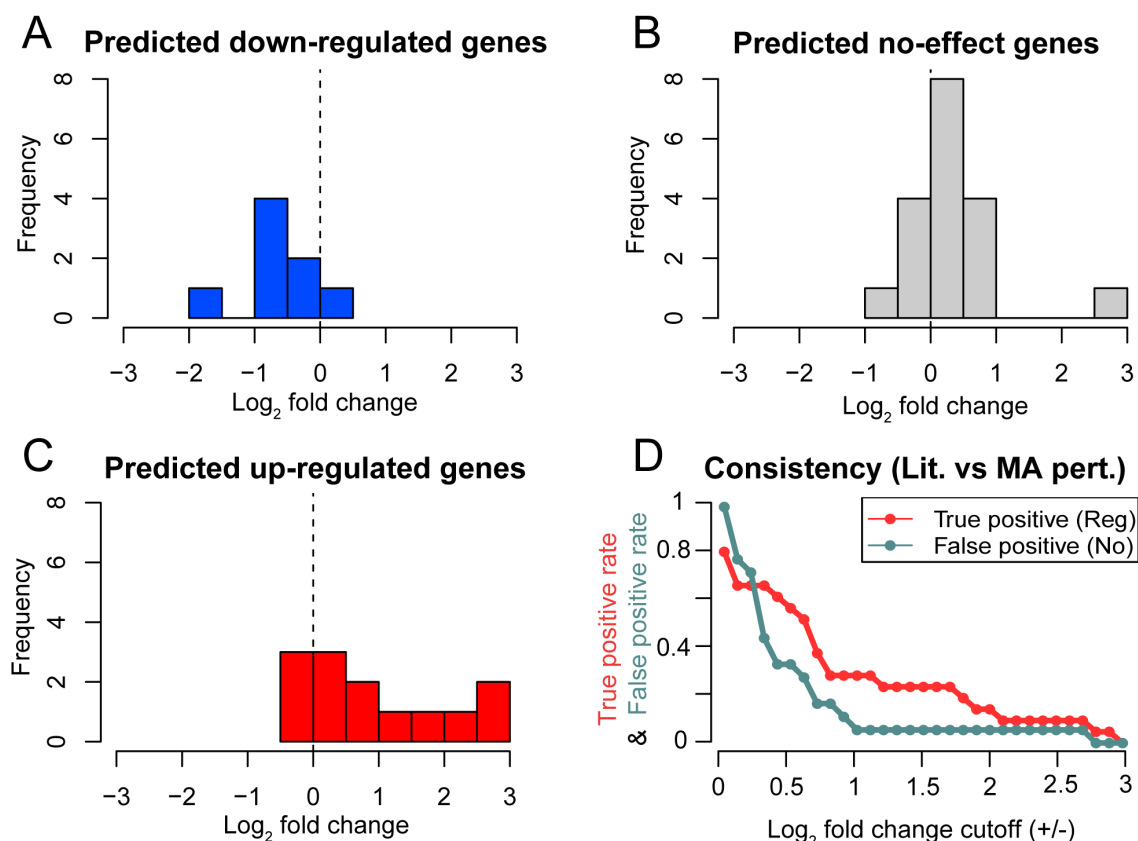 A
Predicted down-regulated genes
Frequency
8
6
4
2
0
−3 −2 −1 0 1 2 3
Log2 fold change
B
Predicted no-effect genes
Frequency
8
6
4
2
0
−3 −2 −1 0 1 2 3
Log2 fold change
C
Predicted up-regulated genes
Frequency
8
6
4
2
0
−3 −2 −1 0 1 2 3
Log2 fold change
D
Consistency (Lit. vs MA pert.)
True positive rate
& False positive rate
1
0.8
0.4
0
True positive (Reg)
False positive (No)
0 0.5 1 1.5 2 2.5 3
Log2 fold change cutoff (+/-)